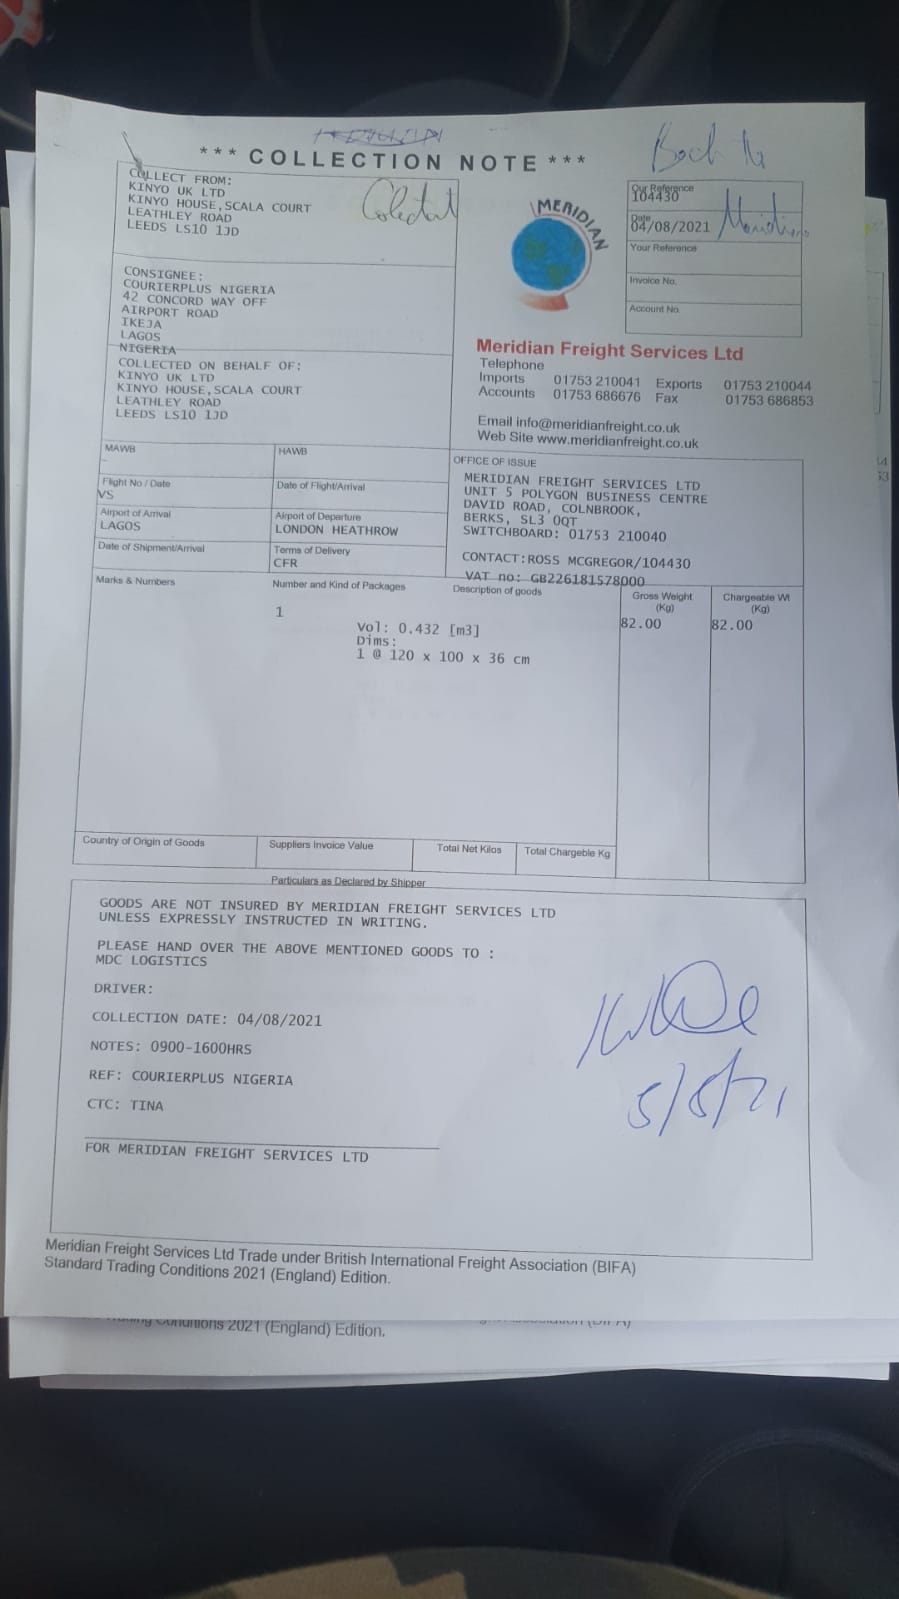 *** COLLECTION NOTE ***
Back to
Meridian
COLLECT FROM:
KINYO UK LTD
KINYO HOUSE,SCALA COURT
LEATHLEY ROAD
LEEDS LS10 1JD
MERIDIAN
Our Reference
104430
Date
04/08/2021
Your Reference
Invoice No.
Account No.
CONSIGNEE:
COURIERPLUS NIGERIA
42 CONCORD WAY OFF
AIRPORT ROAD
IKEJA
LAGOS
NIGERIA
COLLECTED ON BEHALF OF:
KINYO UK LTD
KINYO HOUSE,SCALA COURT
LEATHLEY ROAD
LEEDS LS10 1JD
Meridian Freight Services Ltd
Telephone
Imports 01753 210041 Exports 01753 210044
Accounts 01753 686676 Fax 01753 686853
Email info@meridianfreight.co.uk
Web Site www.meridianfreight.co.uk
MAWB
HAWB
Flight No / Date
VS
Date of Flight/Arrival
Airport of Arrival
LAGOS
Airport of Departure
LONDON HEATHROW
Date of Shipment/Arrival
Terms of Delivery
CFR
OFFICE OF ISSUE
MERIDIAN FREIGHT SERVICES LTD
UNIT 5 POLYGON BUSINESS CENTRE
DAVID ROAD, COLNBROOK,
BERKS, SL3 0QT
SWITCHBOARD: 01753 210040
CONTACT:ROSS MCGREGOR/104430
VAT no: GB226181578000
Marks & Numbers
Number and Kind of Packages
Description of goods
Gross Weight
(Kg)
Chargeable Wt
(Kg)
1
82.00
82.00
Vol: 0.432 [m3]
Dims:
1 @ 120 x 100 x 36 cm
Country of Origin of Goods
Suppliers Invoice Value
Total Net Kilos
Total Chargeble Kg
Particulars as Declared by Shipper
GOODS ARE NOT INSURED BY MERIDIAN FREIGHT SERVICES LTD
UNLESS EXPRESSLY INSTRUCTED IN WRITING.
PLEASE HAND OVER THE ABOVE MENTIONED GOODS TO :
MDC LOGISTICS
DRIVER:
COLLECTION DATE: 04/08/2021
NOTES: 0900-1600HRS
REF: COURIERPLUS NIGERIA
CTC: TINA
5/8/21
FOR MERIDIAN FREIGHT SERVICES LTD
Meridian Freight Services Ltd Trade under British International Freight Association (BIFA)
Standard Trading Conditions 2021 (England) Edition.
Conditions 2021 (England) Edition.